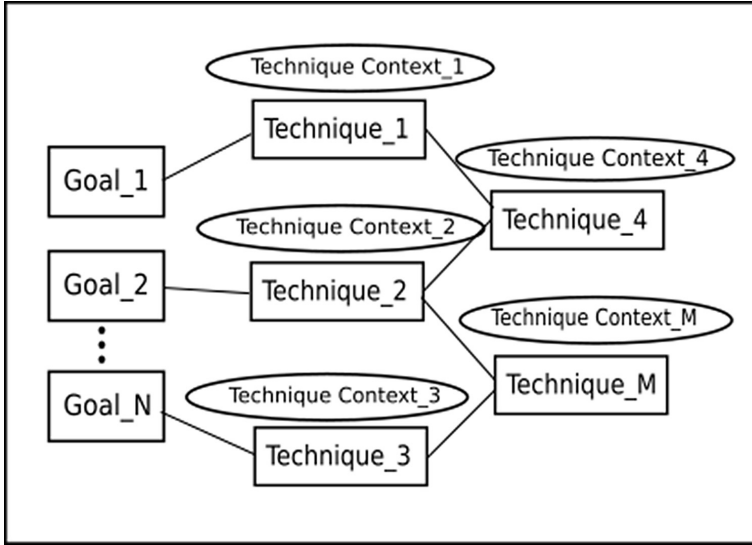 Technique Context_1
Technique_1
Goal_1
Technique Context_4
Technique_4
Technique Context_2
Goal_2
Technique_2
Technique Context_M
Technique_M
Goal_N
Technique Context_3
Technique_3